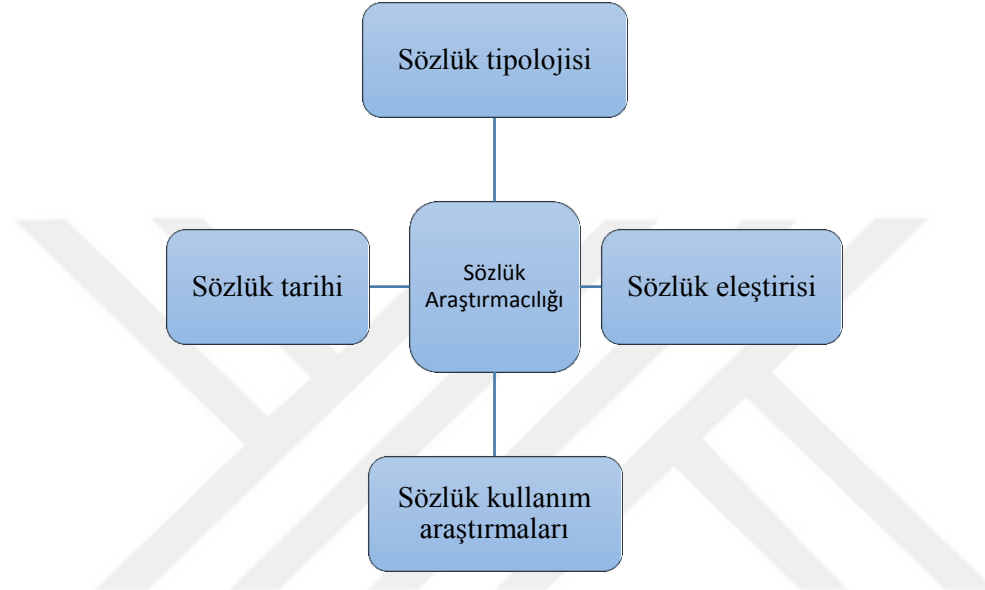 Sözlük tipolojisi
Sözlük tarihi
Sözlük
Araştırmacılığı
Sözlük eleştirisi
Sözlük kullanım
araştırmaları